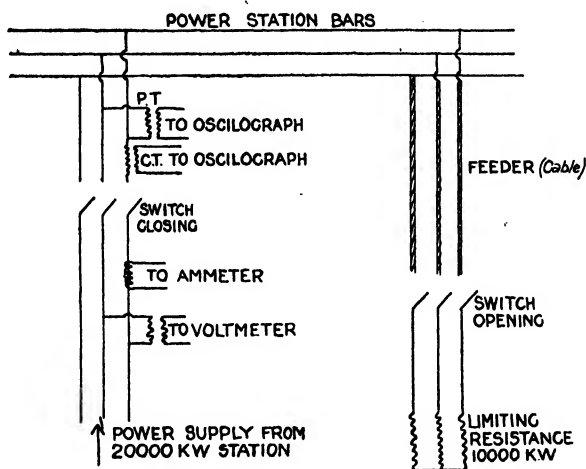 POWER STATION BARS
P.T
TO OSCILOGRAPH
C.T. TO OSCILOGRAPH
FEEDER (Cable)
SWITCH
CLOSING
TO AMMETER
SWITCH
OPENING
TO VOLTMETER
POWER SUPPLY FROM
20000 KW STATION
LIMITING
RESISTANCE
10000 K.W